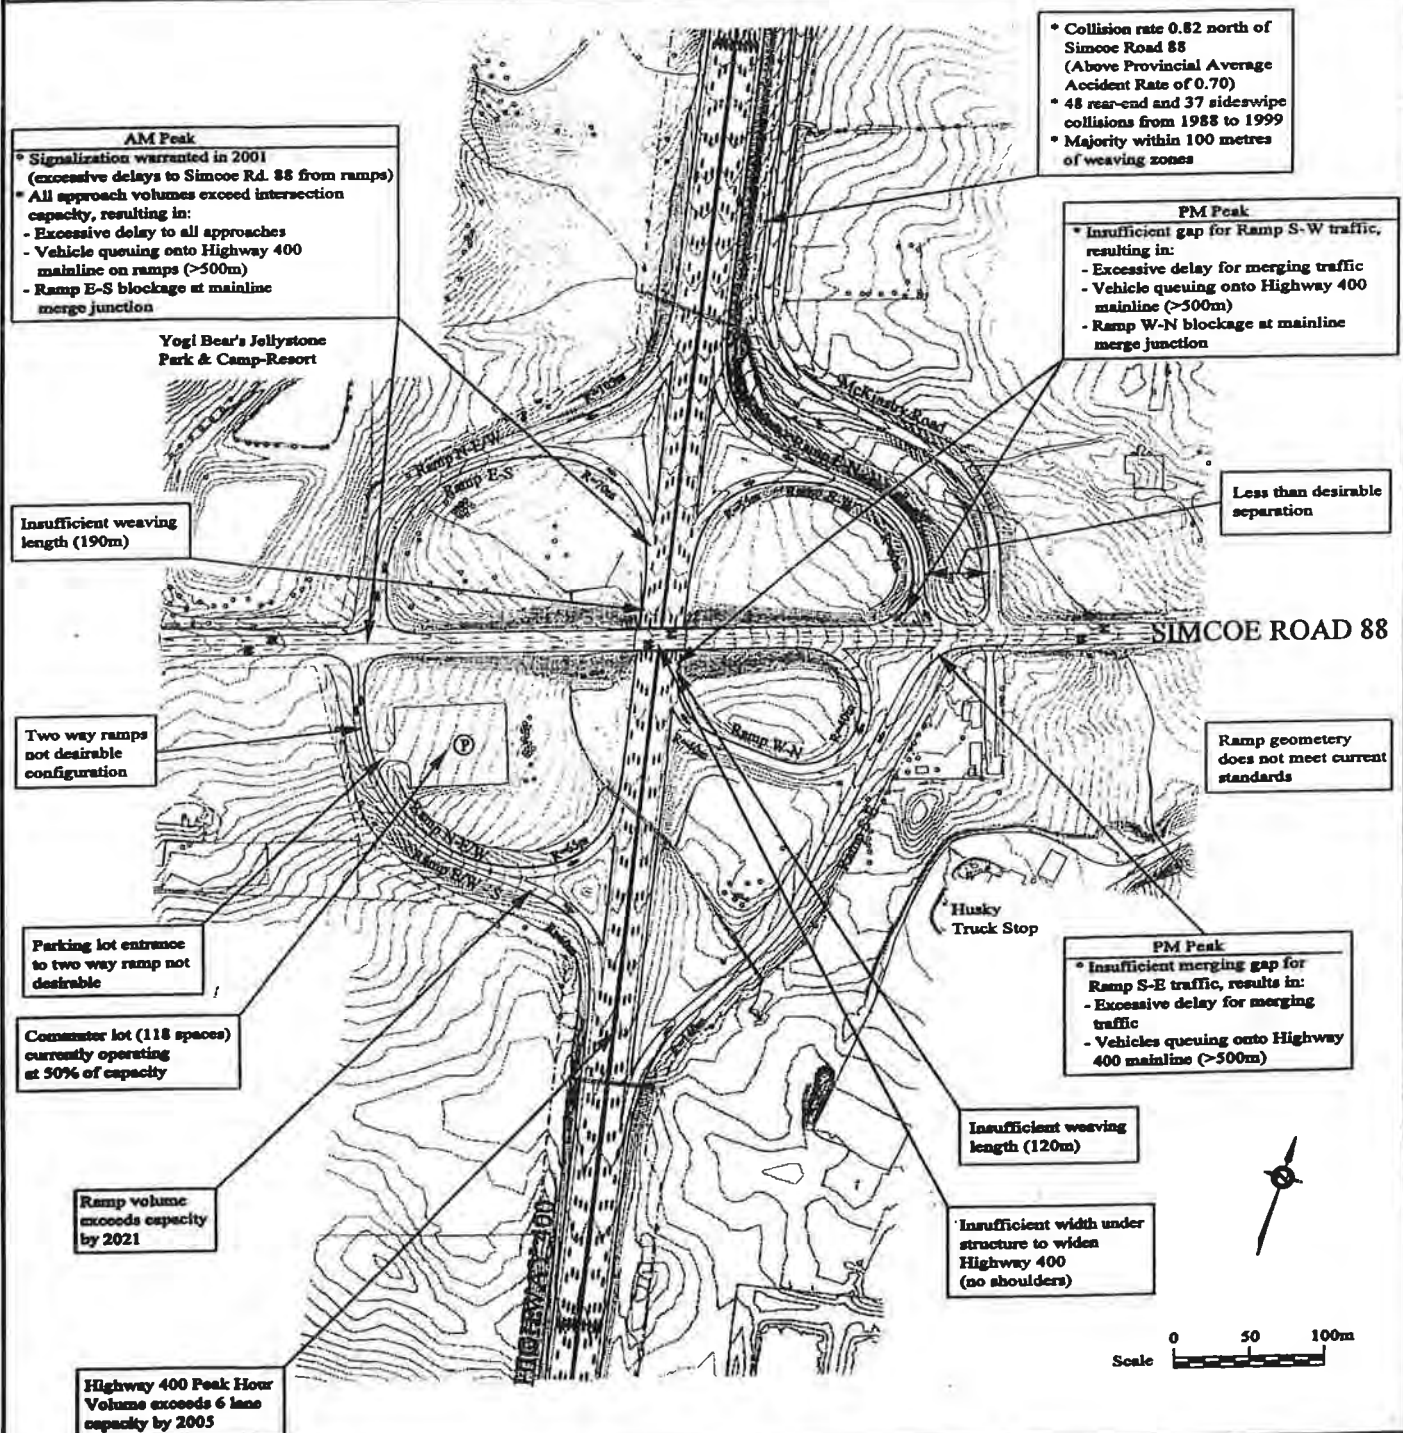 * Collision rate 0.82 north of
Simcoe Road 88
(Above Provincial Average
Accident Rate of 0.70)
* 48 rear-end and 37 sideswipe
collisions from 1988 to 1999
* Majority within 100 metres
of weaving zones
AM Peak
* Signalization warranted in 2001
(excessive delays to Simcoe Rd. 88 from ramps)
* All approach volumes exceed intersection
capacity, resulting in:
- Excessive delay to all approaches
- Vehicle queuing onto Highway 400
mainline on ramps (>500m)
- Ramp E-S blockage at mainline
merge junction
PM Peak
* Insufficient gap for Ramp S-W traffic,
resulting in:
- Excessive delay for merging traffic
- Vehicle queuing onto Highway 400
mainline (>500m)
- Ramp W-N blockage at mainline
merge junction
Yogi Bear's Jellystone
Park & Camp-Resort
McKinstry Road
Ramp N-E/W
Ramp E-S
R=70m
Ramp S-W
Less than desirable
separation
Insufficient weaving
length (190m)
SIMCOE ROAD 88
Two way ramps
not desirable
configuration
P
Ramp W-N
R=40m
Ramp geometery
does not meet current
standards
Ramp N-E/W
R=55m
Ramp E/W-S
Husky
Truck Stop
Parking lot entrance
to two way ramp not
desirable
PM Peak
* Insufficient merging gap for
Ramp S-E traffic, results in:
- Excessive delay for merging
traffic
- Vehicles queuing onto Highway
400 mainline (>500m)
Commuter lot (118 spaces)
currently operating
at 50% of capacity
Insufficient weaving
length (120m)
Ramp volume
exceeds capacity
by 2021
Insufficient width under
structure to widen
Highway 400
(no shoulders)
HIGHWAY 400
0 50 100m
Scale
Highway 400 Peak Hour
Volume exceeds 6 lane
capacity by 2005